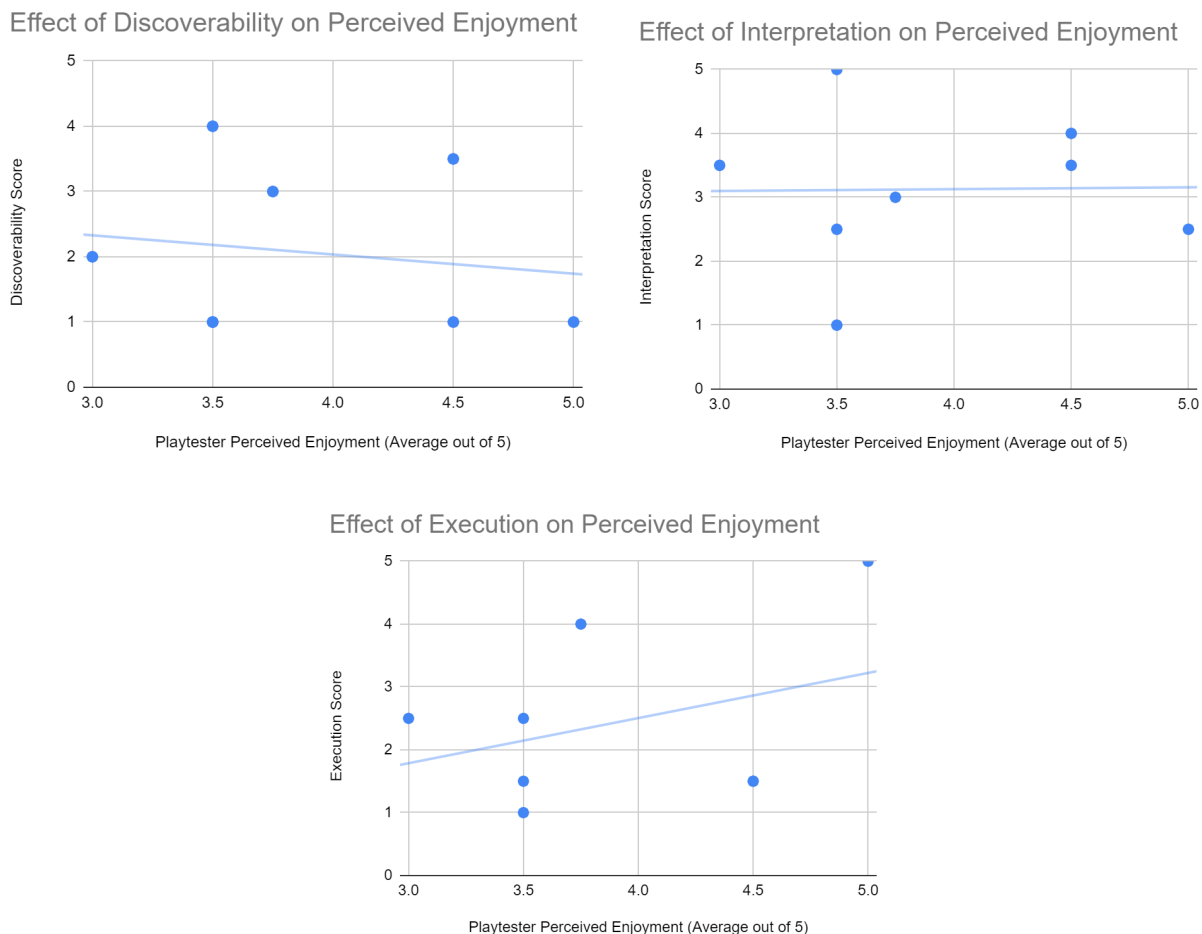 Effect of Discoverability on Perceived Enjoyment
5
4
3
2
1
0
Discoverability Score
3.0 3.5 4.0 4.5 5.0
Playtester Perceived Enjoyment (Average out of 5)
Effect of Interpretation on Perceived Enjoyment
5
4
3
2
1
0
Interpretation Score
3.0 3.5 4.0 4.5 5.0
Playtester Perceived Enjoyment (Average out of 5)
Effect of Execution on Perceived Enjoyment
5
4
3
2
1
0
Execution Score
3.0 3.5 4.0 4.5 5.0
Playtester Perceived Enjoyment (Average out of 5)